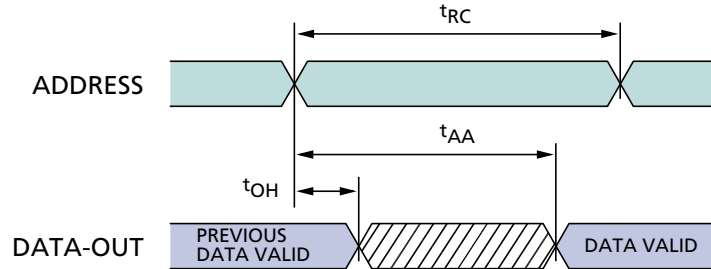 tRC
ADDRESS
tAA
tOH
DATA-OUT
PREVIOUS
DATA VALID
DATA VALID